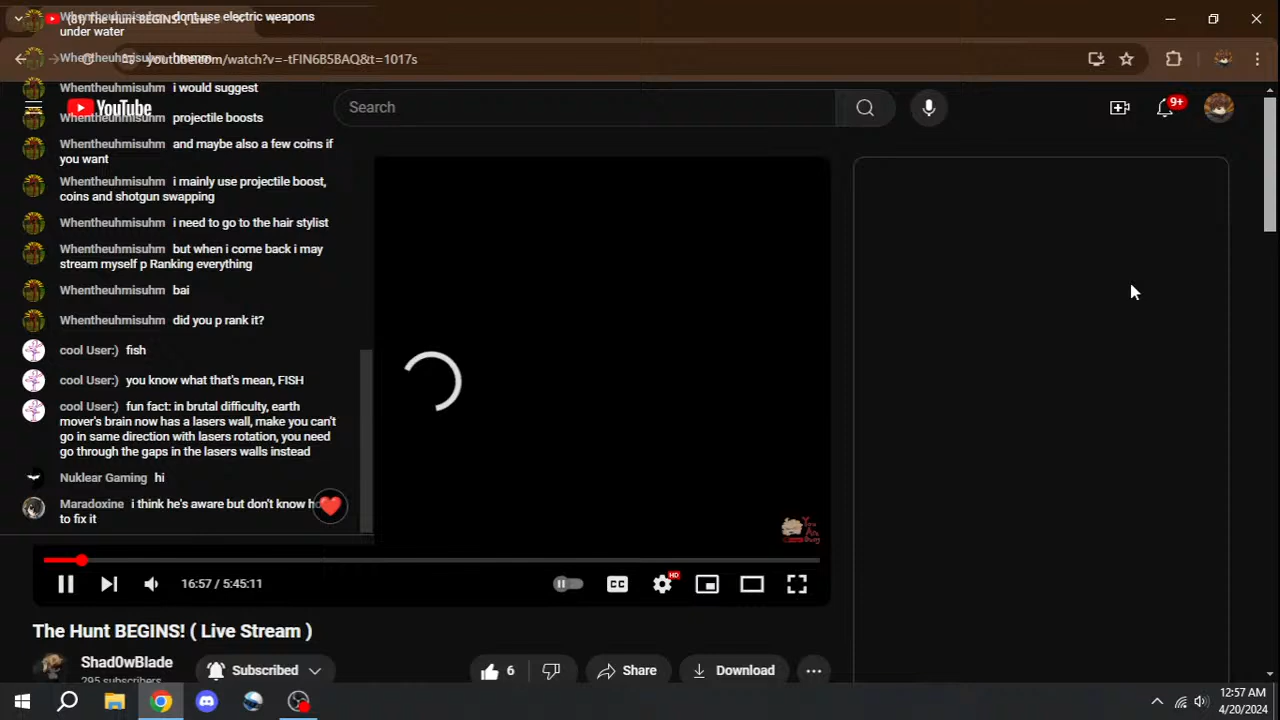 (81) The Hunt BEGINS! ( Live
dont use electric weapons
under water
Whentheuhmisuhm hmmm
youtube.com/watch?v=-tFIN6B5BAQ&t=1017s
Whentheuhmisuhm i would suggest
YouTube
Search
9+
Whentheuhmisuhm projectile boosts
Whentheuhmisuhm and maybe also a few coins if
you want
Whentheuhmisuhm i mainly use projectile boost,
coins and shotgun swapping
Whentheuhmisuhm i need to go to the hair stylist
Whentheuhmisuhm but when i come back i may
stream myself p Ranking everything
Whentheuhmisuhm bai
Whentheuhmisuhm did you p rank it?
cool User:) fish
cool User:) you know what that's mean, FISH
cool User:) fun fact: in brutal difficulty, earth
mover's brain now has a lasers wall, make you can't
go in same direction with lasers rotation, you need
go through the gaps in the lasers walls instead
Nuklear Gaming hi
Maradoxine i think he's aware but don't know
to fix it
16:57 / 5:45:11
CC
HD
The Hunt BEGINS! ( Live Stream )
Shad0wBlade
295 subscribers
Subscribed
6
Share
Download
12:57 AM
4/20/2024